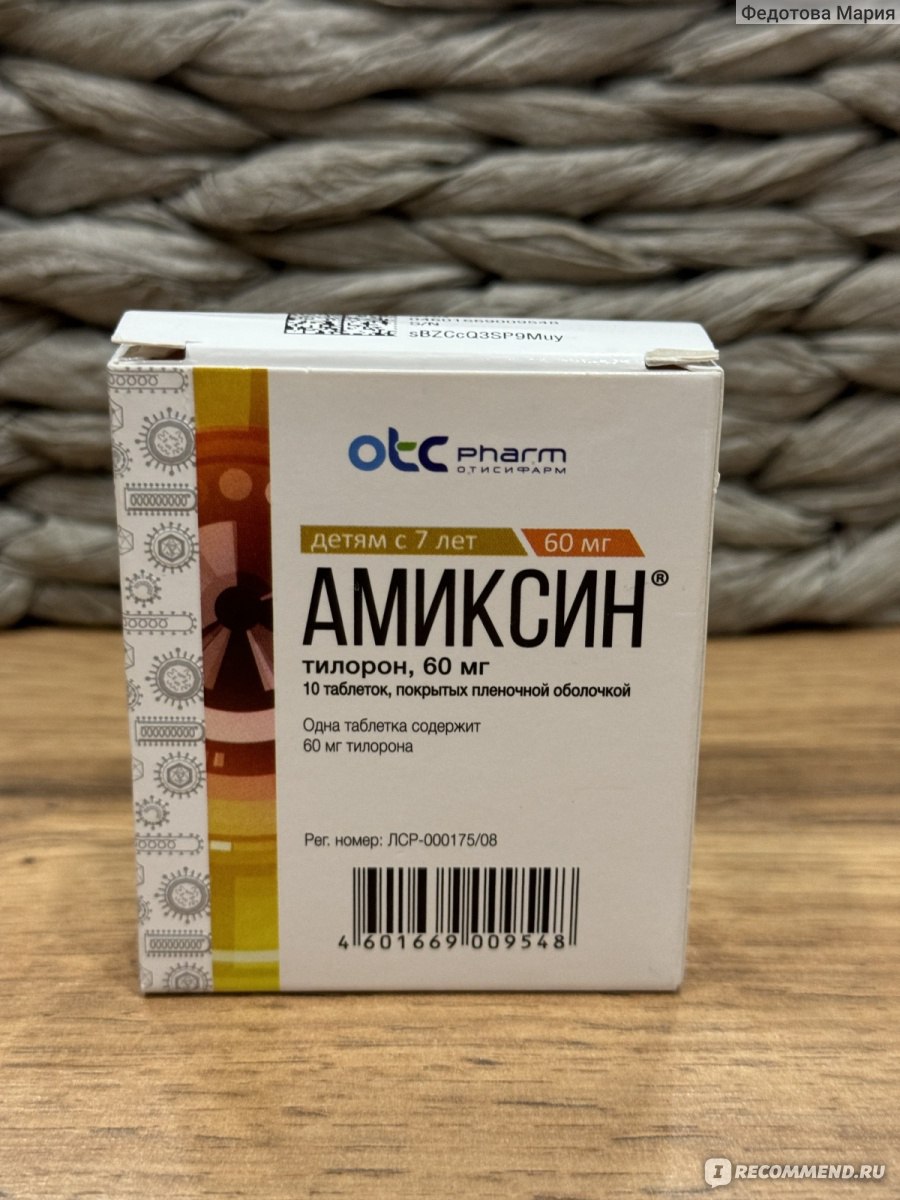 Федотова Мария
S/N
sBZCcQ3SP9Muy
otc pharm
ОТИСИФАРМ
детям с 7 лет 60 мг
АМИКСИН®
тилорон, 60 мг
10 таблеток, покрытых пленочной оболочкой
Одна таблетка содержит
60 мг тилорона
Рег. номер: ЛСР-000175/08
4 601669 009548
IRECOMMEND.RU